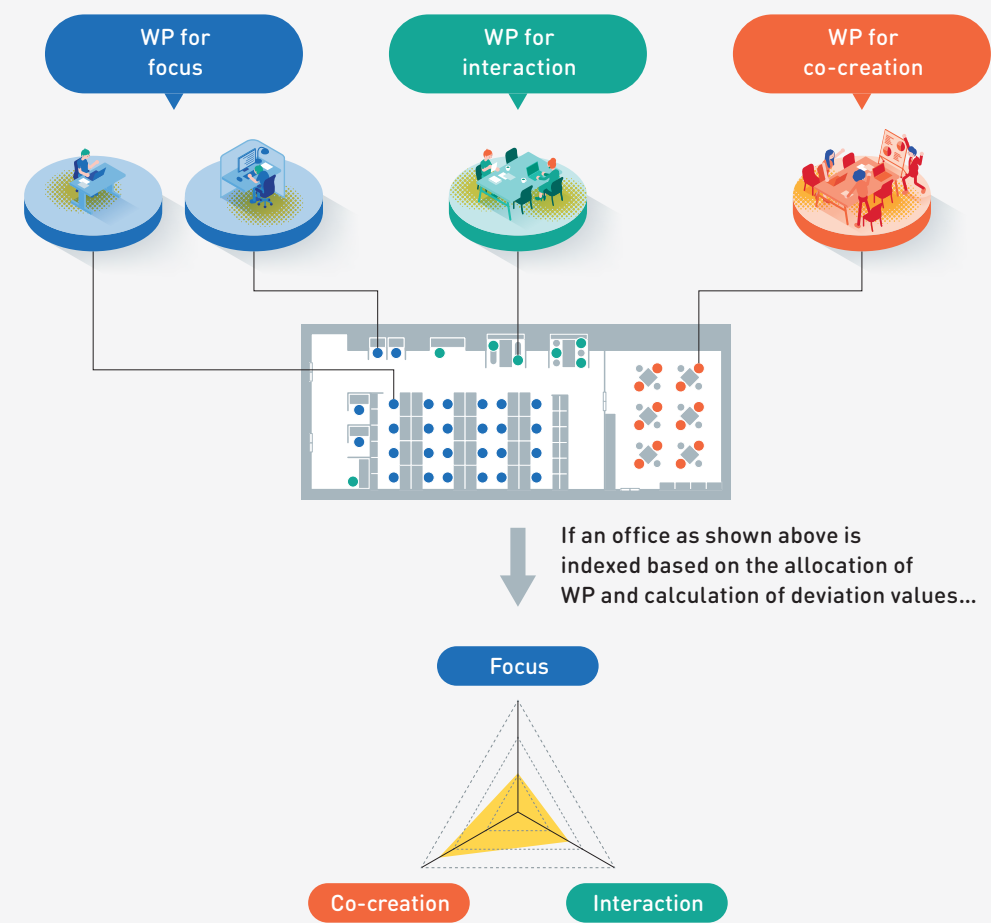 WP for
focus
WP for
interaction
WP for
co-creation
If an office as shown above is
indexed based on the allocation of
WP and calculation of deviation values...
Focus
Co-creation
Interaction